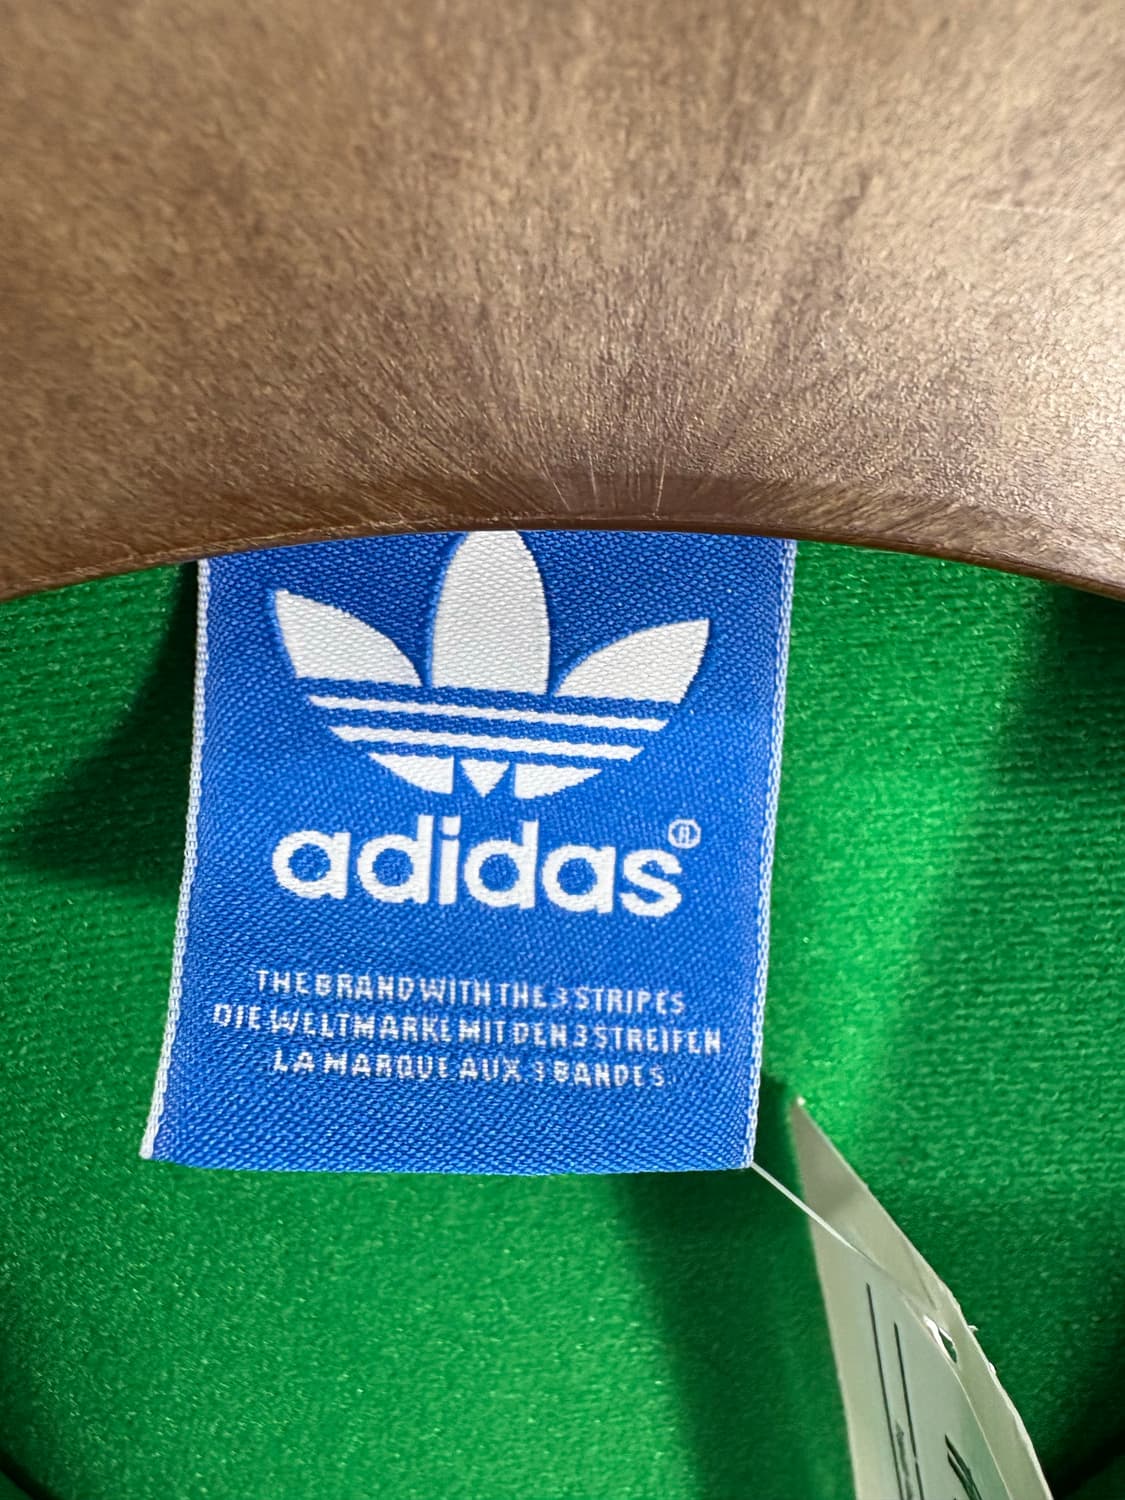 adidas®
THE BRAND WITH THE 3 STRIPES
DIE WELTMARKE MIT DEN 3 STREIFEN
LA MARQUE AUX 3 BANDES